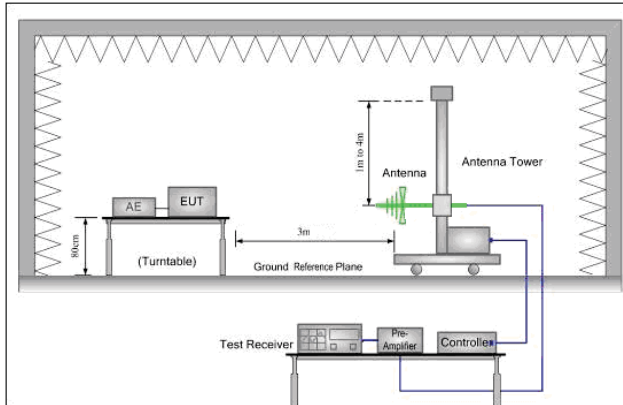 1m to 4m
Antenna
Antenna Tower
AE
EUT
80cm
(Turntable)
3m
Ground Reference Plane
Test Receiver
Pre-
Amplifier
Controller